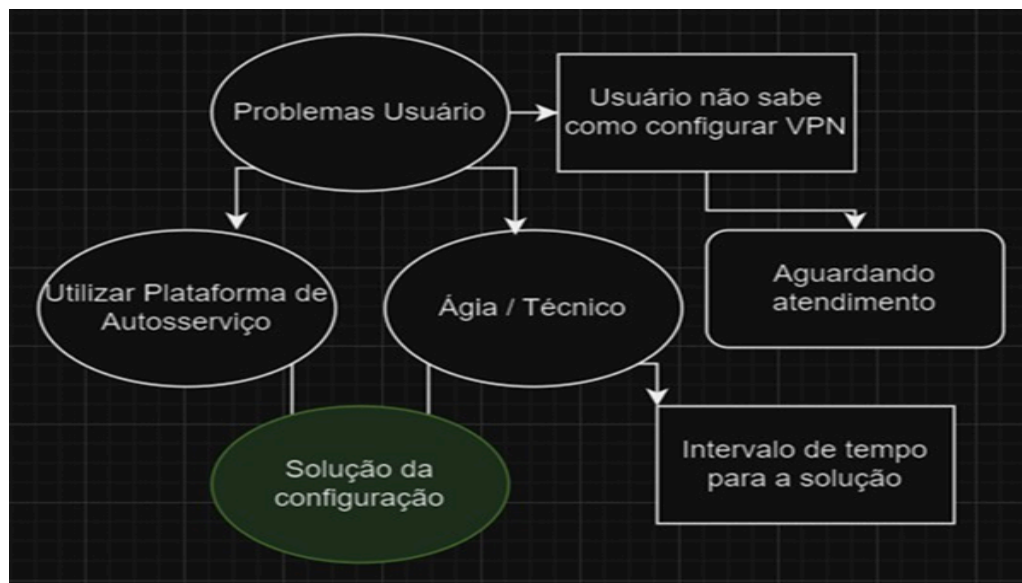 Problemas Usuário
Usuário não sabe
como configurar VPN
Utilizar Plataforma de
Autosserviço
Ágia / Técnico
Aguardando
atendimento
Solução da
configuração
Intervalo de tempo
para a solução